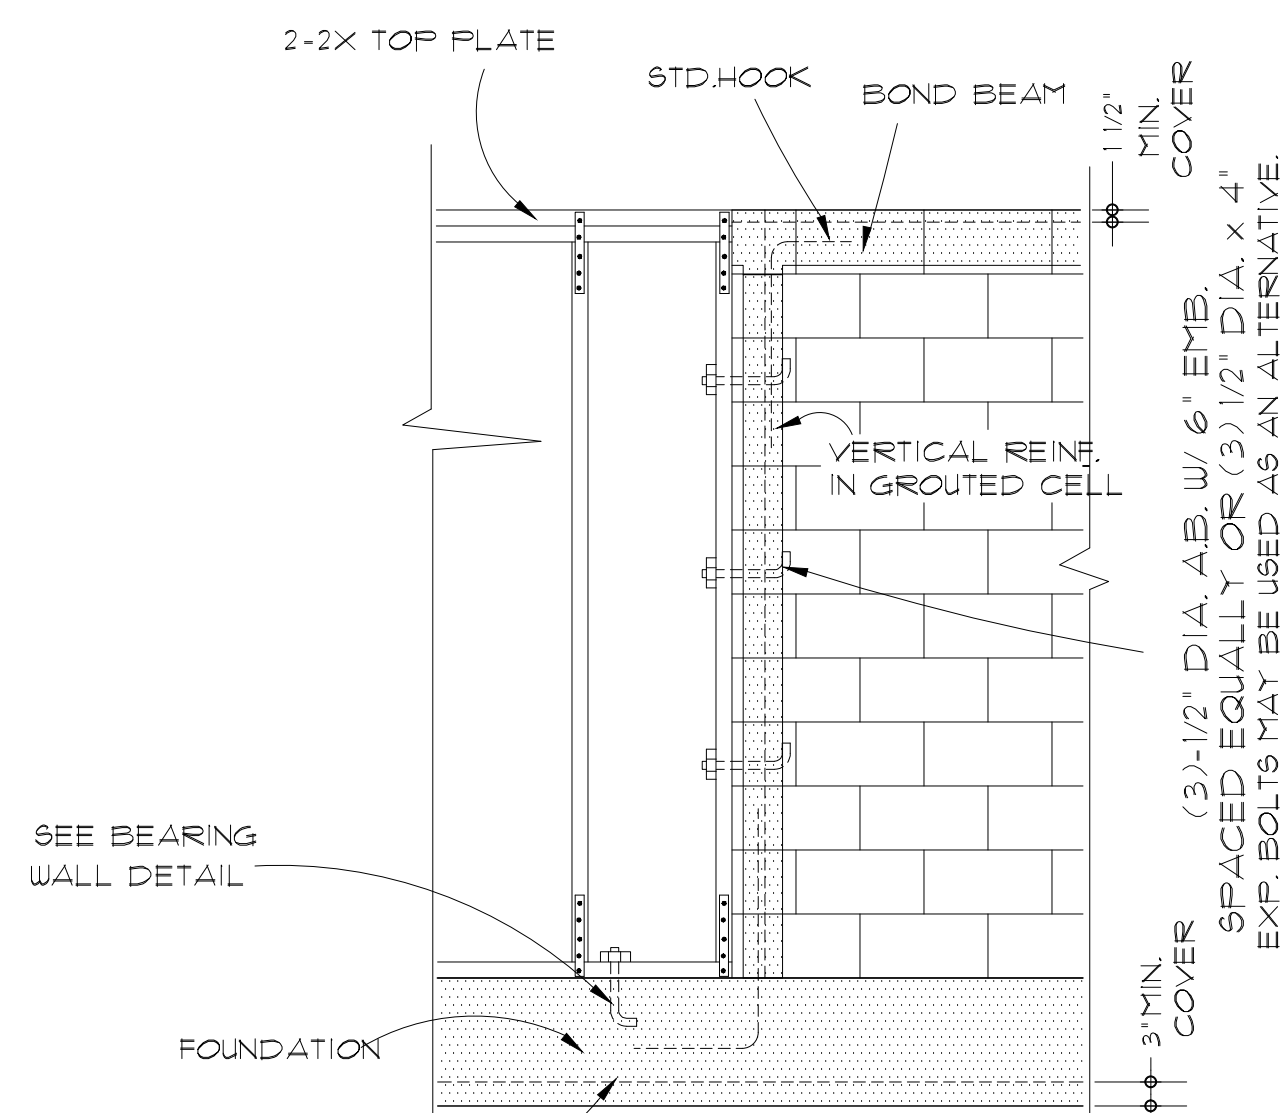 2-2X TOP PLATE
STD.HOOK
BOND BEAM
1 1/2"
MIN.
COVER
VERTICAL REINF.
IN GROUTED CELL
(3)-1/2" DIA. A.B. W/ 6" EMB.
SPACED EQUALLY OR (3) 1/2" DIA. x 4"
EXP. BOLTS MAY BE USED AS AN ALTERNATIVE.
SEE BEARING
WALL DETAIL
FOUNDATION
3" MIN.
COVER